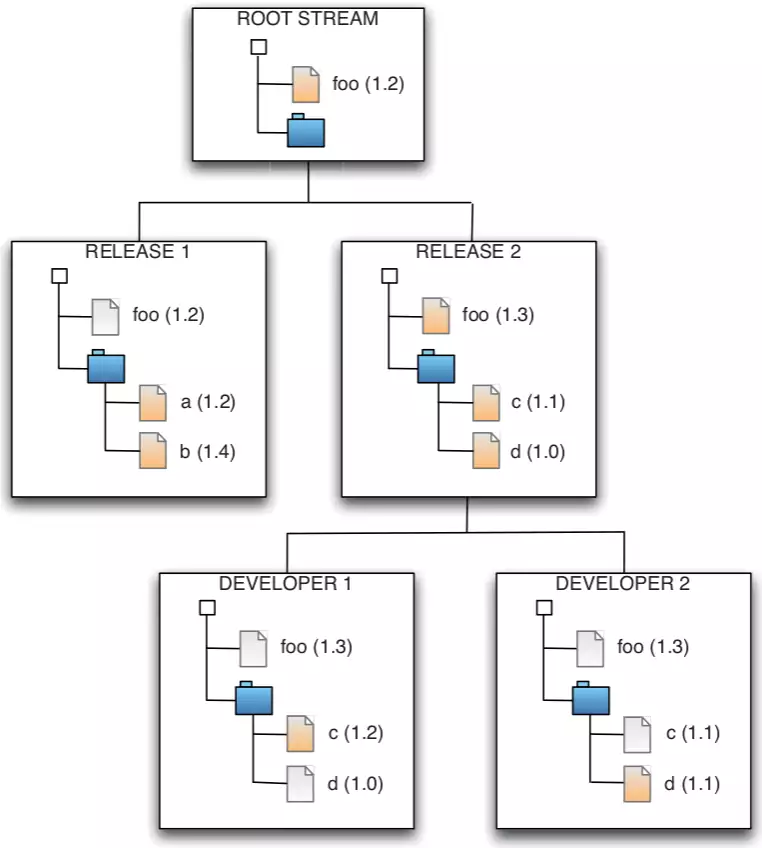 ROOT STREAM
foo (1.2)
RELEASE 1
foo (1.2)
a (1.2)
b (1.4)
RELEASE 2
foo (1.3)
c (1.1)
d (1.0)
DEVELOPER 1
foo (1.3)
c (1.2)
d (1.0)
DEVELOPER 2
foo (1.3)
c (1.1)
d (1.1)